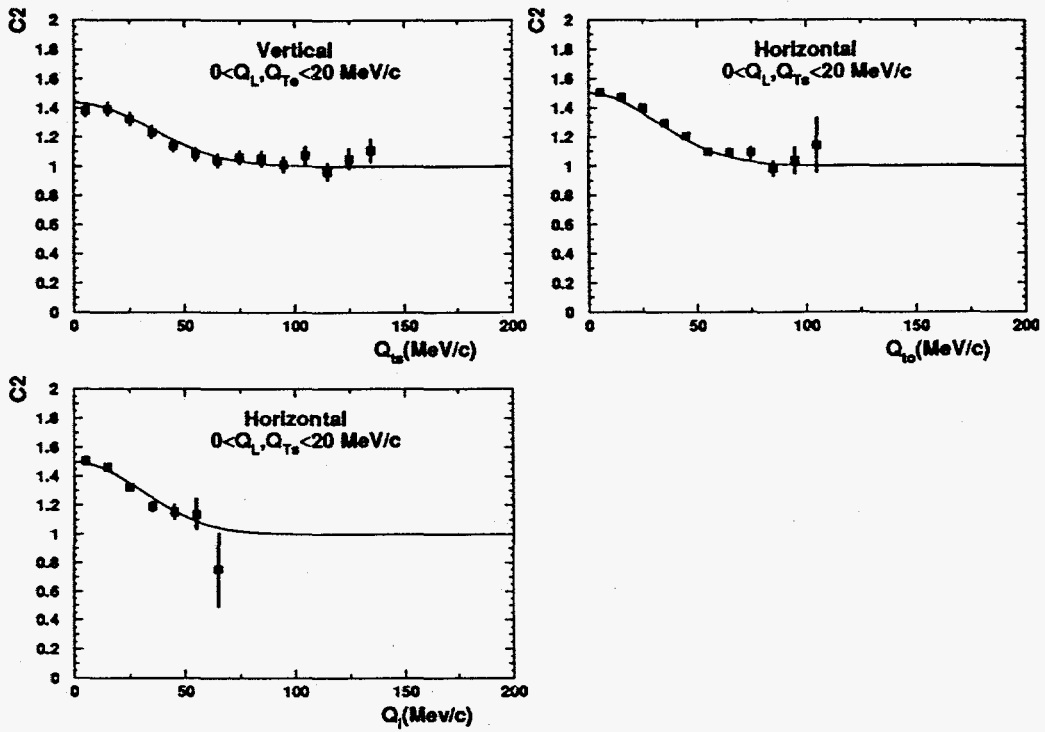 C2
2
1.8
1.6
1.4
1.2
1
0.8
0.6
0.4
0.2
0
Vertical
0<Q_L,Q_To<20 MeV/c
0 50 100 150 200
Q_ts(MeV/c)
C2
2
1.8
1.6
1.4
1.2
1
0.8
0.6
0.4
0.2
0
Horizontal
0<Q_L,Q_Ts<20 MeV/c
0 50 100 150 200
Q_to(MeV/c)
C2
2
1.8
1.6
1.4
1.2
1
0.8
0.6
0.4
0.2
0
Horizontal
0<Q_L,Q_Ts<20 MeV/c
0 50 100 150 200
Q_l(Mev/c)